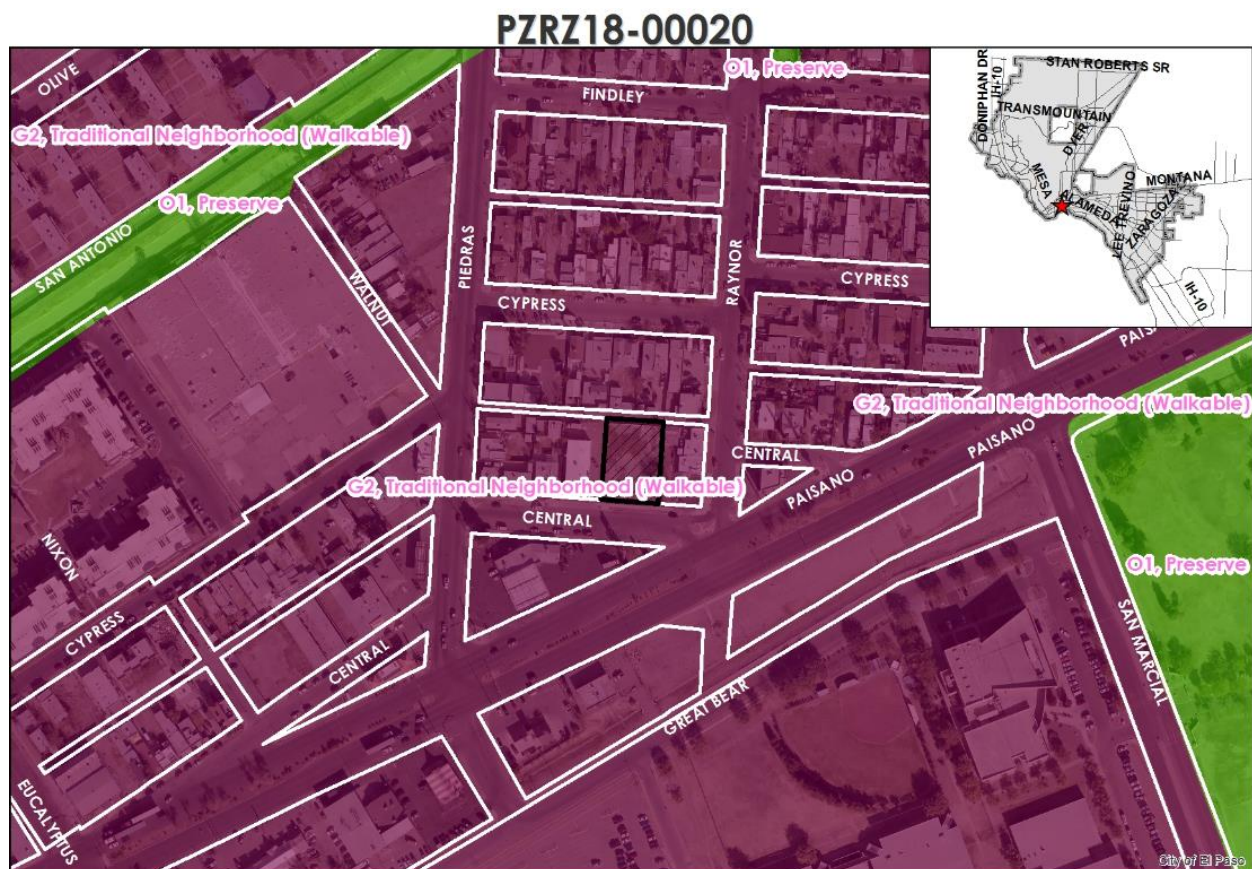 PZRZ18-00020
OLIVE
O1, Preserve
FINDLEY
G2, Traditional Neighborhood (Walkable)
O1, Preserve
SAN ANTONIO
WALNUT
PIEDRAS
RAYNOR
CYPRESS
CYPRESS
STAN ROBERTS SR
DONIPHAN DR
IH-10
TRANSMOUNTAIN
DYER
MESA
MONTANA
ALAMEDA
LEE TREVINO
ZARAGOZA
IH-10
G2, Traditional Neighborhood (Walkable)
PAISANO
CENTRAL
PAISANO
G2, Traditional Neighborhood (Walkable)
CENTRAL
NIXON
O1, Preserve
CYPRESS
CENTRAL
SAN MARCIAL
GREAT BEAR
EUCALYPTUS
City of El Paso